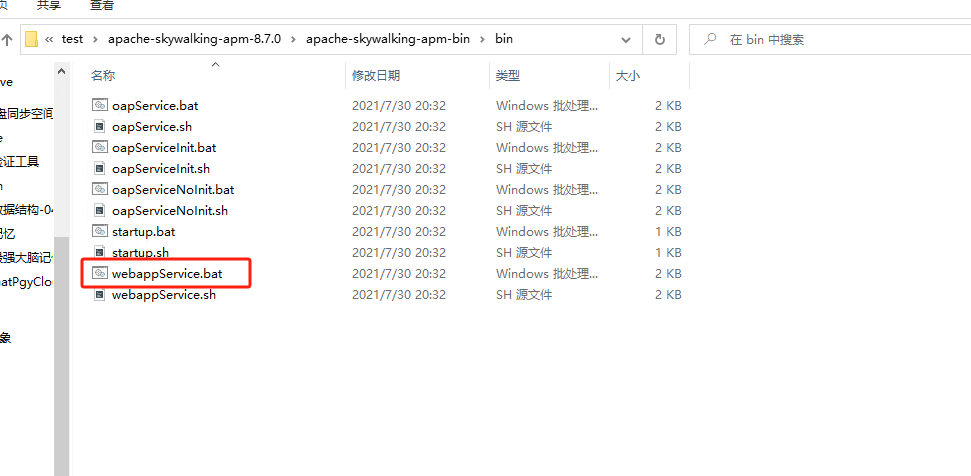 共享 查看
« test › apache-skywalking-apm-8.7.0 › apache-skywalking-apm-bin › bin
在 bin 中搜索
名称 修改日期 类型 大小
oapService.bat 2021/7/30 20:32 Windows 批处理... 2 KB
oapService.sh 2021/7/30 20:32 SH 源文件 2 KB
oapServiceInit.bat 2021/7/30 20:32 Windows 批处理... 2 KB
oapServiceInit.sh 2021/7/30 20:32 SH 源文件 2 KB
oapServiceNoInit.bat 2021/7/30 20:32 Windows 批处理... 2 KB
oapServiceNoInit.sh 2021/7/30 20:32 SH 源文件 2 KB
startup.bat 2021/7/30 20:32 Windows 批处理... 1 KB
startup.sh 2021/7/30 20:32 SH 源文件 1 KB
webappService.bat 2021/7/30 20:32 Windows 批处理... 2 KB
webappService.sh 2021/7/30 20:32 SH 源文件 2 KB
ve
盘同步空间
e
验证工具
n
数据结构-04
记忆
最强大脑记
hatPgyClou
象